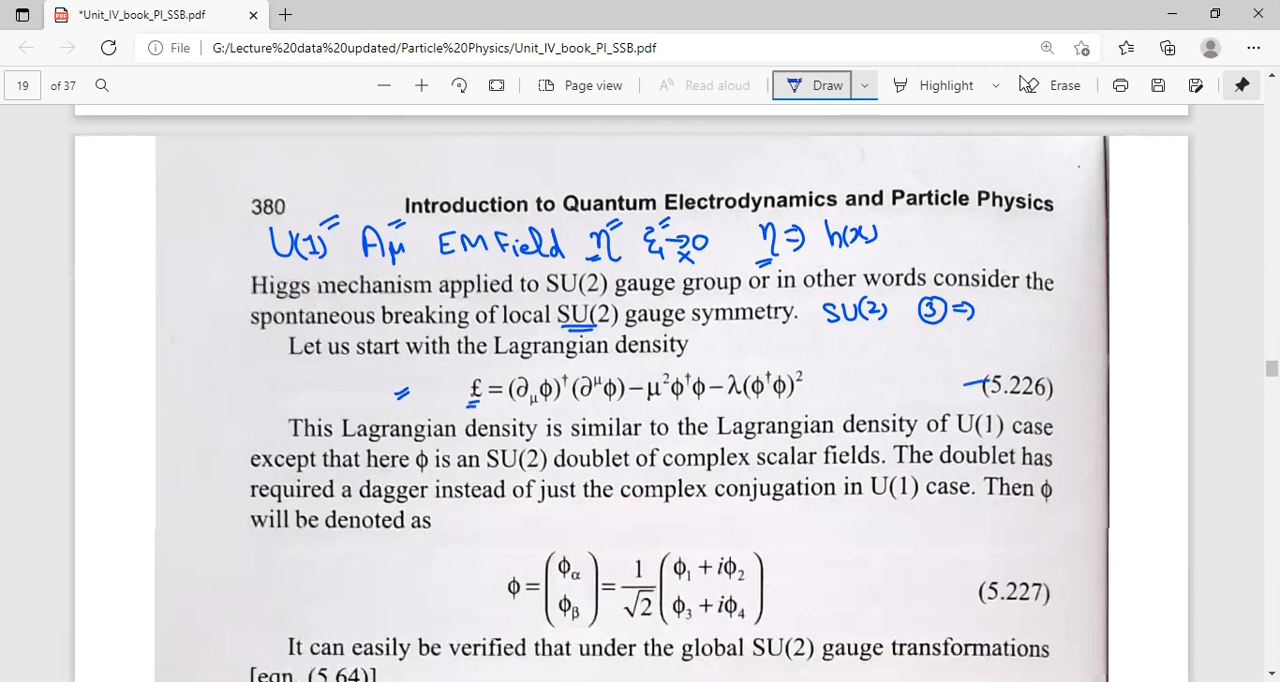 *Unit_IV_book_PI_SSB.pdf
File G:/Lecture%20data%20updated/Particle%20Physics/Unit_IV_book_PI_SSB.pdf
19 of 37 Page view Read aloud Draw Highlight Erase
380 Introduction to Quantum Electrodynamics and Particle Physics
U(1) Aμ EM Field η ξ→0 η ⇒ h(x)
Higgs mechanism applied to SU(2) gauge group or in other words consider the
spontaneous breaking of local SU(2) gauge symmetry. SU(2) ③ ⇒
Let us start with the Lagrangian density
£ = (∂μϕ)†(∂^μϕ) – μ²ϕ†ϕ – λ(ϕ†ϕ)² (5.226)
This Lagrangian density is similar to the Lagrangian density of U(1) case
except that here ϕ is an SU(2) doublet of complex scalar fields. The doublet has
required a dagger instead of just the complex conjugation in U(1) case. Then ϕ
will be denoted as
ϕ = (ϕα ϕβ) = 1/√2 (ϕ₁ + iϕ₂ ϕ₃ + iϕ₄) (5.227)
It can easily be verified that under the global SU(2) gauge transformations
[eqn. (5.64)]